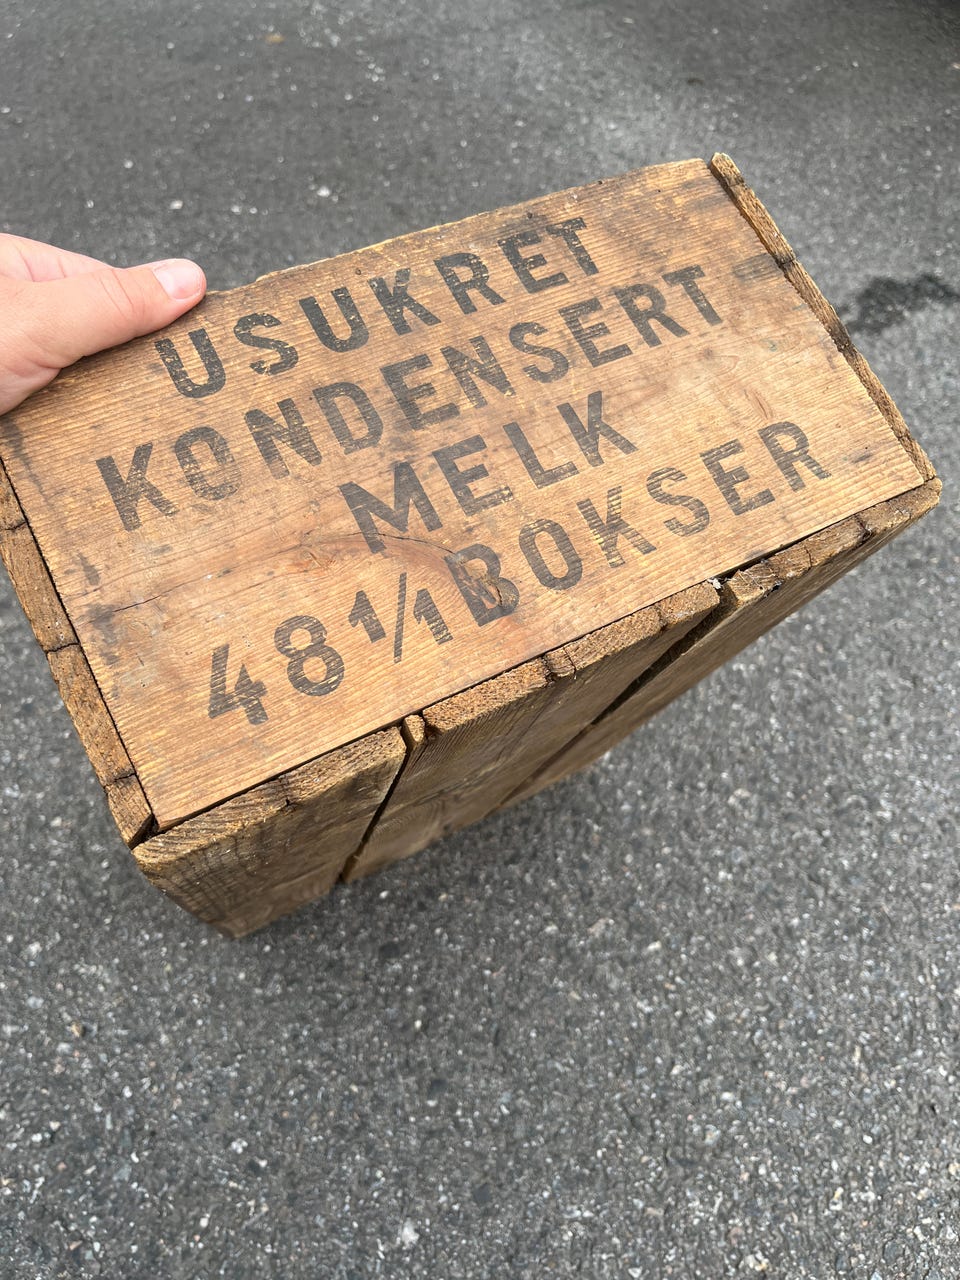 USUKRET
KONDENSERT
MELK
48 1/1 BOKSER